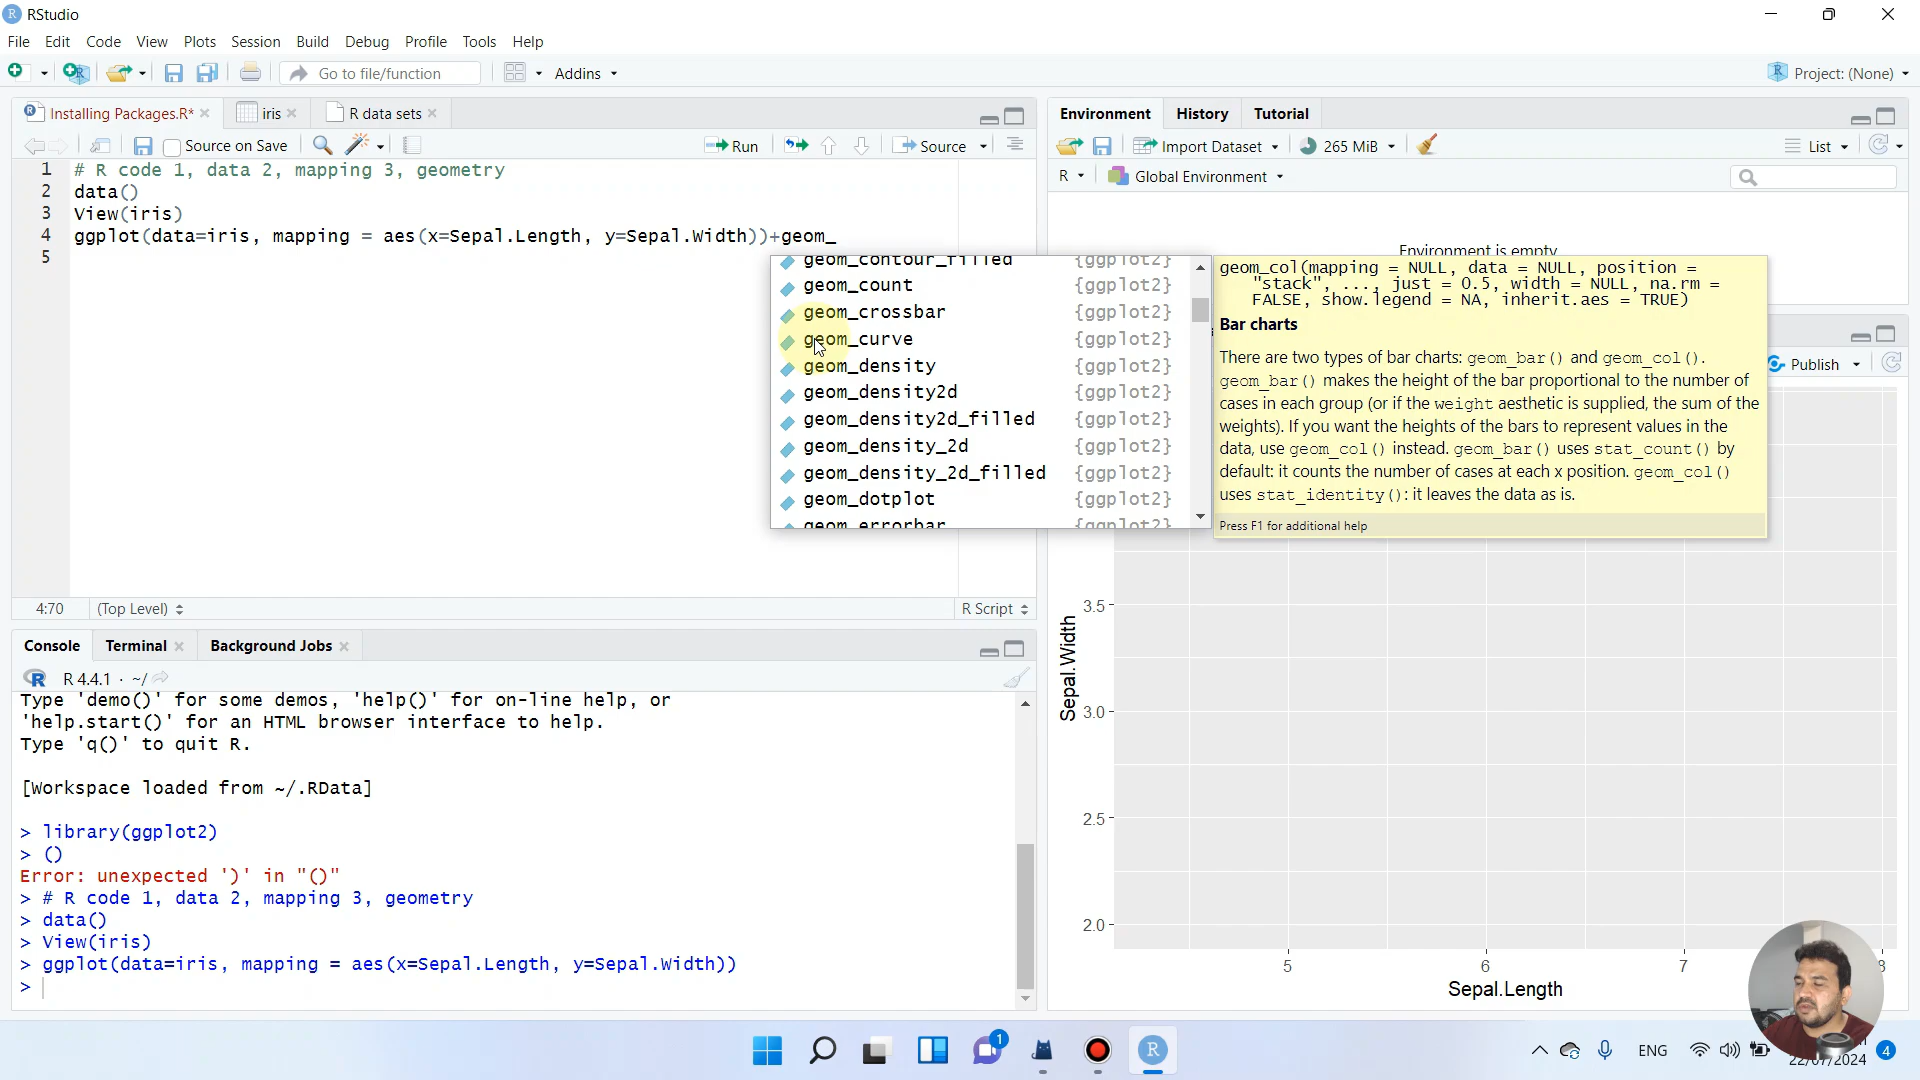 RStudio
File Edit Code View Plots Session Build Debug Profile Tools Help
Go to file/function Addins Project: (None)
Installing Packages.R* iris R data sets
Environment History Tutorial
Source on Save Run Source
Import Dataset 265 MiB List
R Global Environment
1 # R code 1, data 2, mapping 3, geometry
2 data()
3 View(iris)
4 ggplot(data=iris, mapping = aes(x=Sepal.Length, y=Sepal.Width))+geom_
5
Environment is empty
geom_contour_filled {ggplot2}
geom_count {ggplot2}
geom_crossbar {ggplot2}
geom_curve {ggplot2}
geom_density {ggplot2}
geom_density2d {ggplot2}
geom_density2d_filled {ggplot2}
geom_density_2d {ggplot2}
geom_density_2d_filled {ggplot2}
geom_dotplot {ggplot2}
geom_errorbar {ggplot2}
geom_col(mapping = NULL, data = NULL, position =
"stack", ..., just = 0.5, width = NULL, na.rm =
FALSE, show.legend = NA, inherit.aes = TRUE)
Bar charts
There are two types of bar charts: geom_bar() and geom_col().
geom_bar() makes the height of the bar proportional to the number of
cases in each group (or if the weight aesthetic is supplied, the sum of the
weights). If you want the heights of the bars to represent values in the
data, use geom_col() instead. geom_bar() uses stat_count() by
default: it counts the number of cases at each x position. geom_col()
uses stat_identity(): it leaves the data as is.
Press F1 for additional help
Publish
4:70 (Top Level) R Script
Console Terminal Background Jobs
R 4.4.1 · ~/
Type 'demo()' for some demos, 'help()' for on-line help, or
'help.start()' for an HTML browser interface to help.
Type 'q()' to quit R.
[Workspace loaded from ~/.RData]
> library(ggplot2)
> ()
Error: unexpected ')' in "()"
> # R code 1, data 2, mapping 3, geometry
> data()
> View(iris)
> ggplot(data=iris, mapping = aes(x=Sepal.Length, y=Sepal.Width))
>
3.5
3.0
2.5
2.0
Sepal.Width
5 6 7 8
Sepal.Length
1
R
ENG
22/07/2024
4